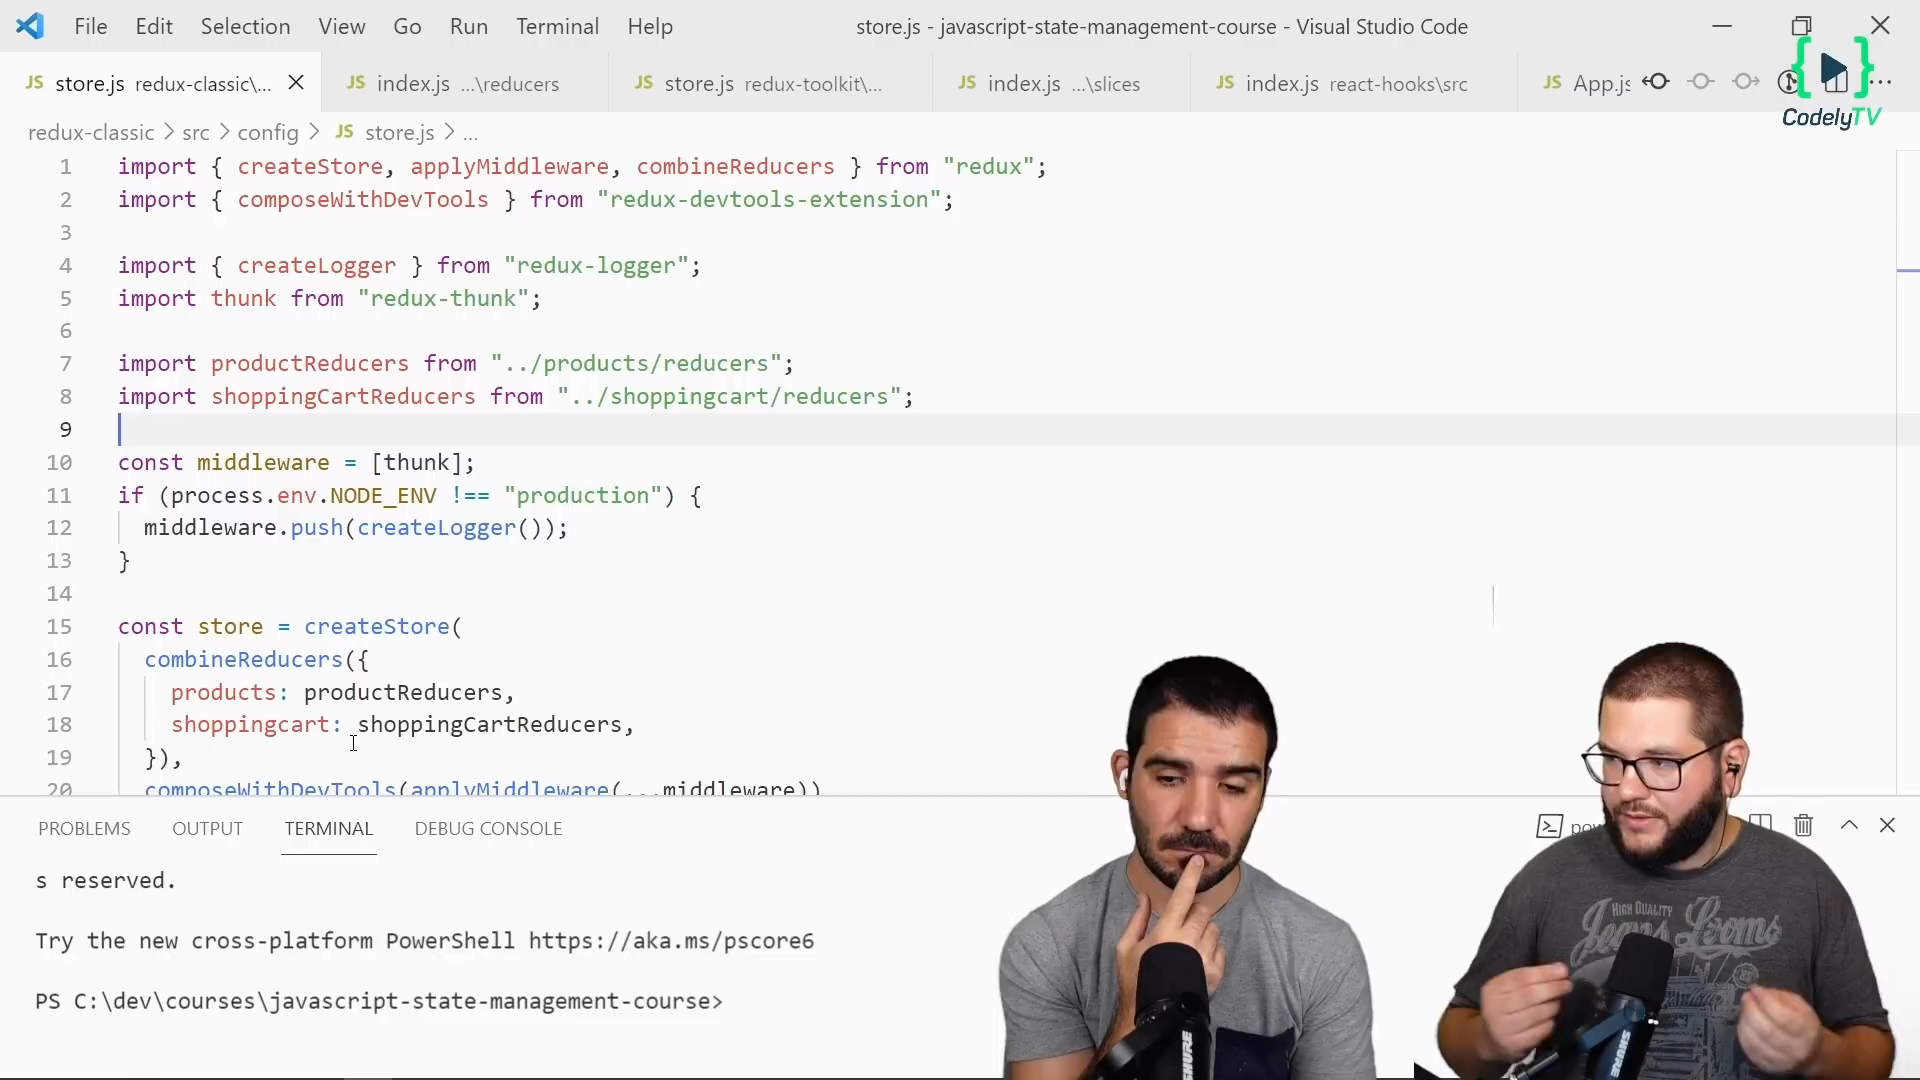 File Edit Selection View Go Run Terminal Help store.js - javascript-state-management-course - Visual Studio Code
JS store.js redux-classic\... JS index.js ...\reducers JS store.js redux-toolkit\... JS index.js ...\slices JS index.js react-hooks\src JS App.js
CodelyTV
redux-classic > src > config > JS store.js > ...
1 import { createStore, applyMiddleware, combineReducers } from "redux";
2 import { composeWithDevTools } from "redux-devtools-extension";
3
4 import { createLogger } from "redux-logger";
5 import thunk from "redux-thunk";
6
7 import productReducers from "../products/reducers";
8 import shoppingCartReducers from "../shoppingcart/reducers";
9
10 const middleware = [thunk];
11 if (process.env.NODE_ENV !== "production") {
12 middleware.push(createLogger());
13 }
14
15 const store = createStore(
16 combineReducers({
17 products: productReducers,
18 shoppingcart: shoppingCartReducers,
19 }),
20 composeWithDevTools(applyMiddleware(...middleware))
PROBLEMS OUTPUT TERMINAL DEBUG CONSOLE
s reserved.
Try the new cross-platform PowerShell https://aka.ms/pscore6
PS C:\dev\courses\javascript-state-management-course>
HIGH QUALITY
Jeans Looms
SHURE
SHURE